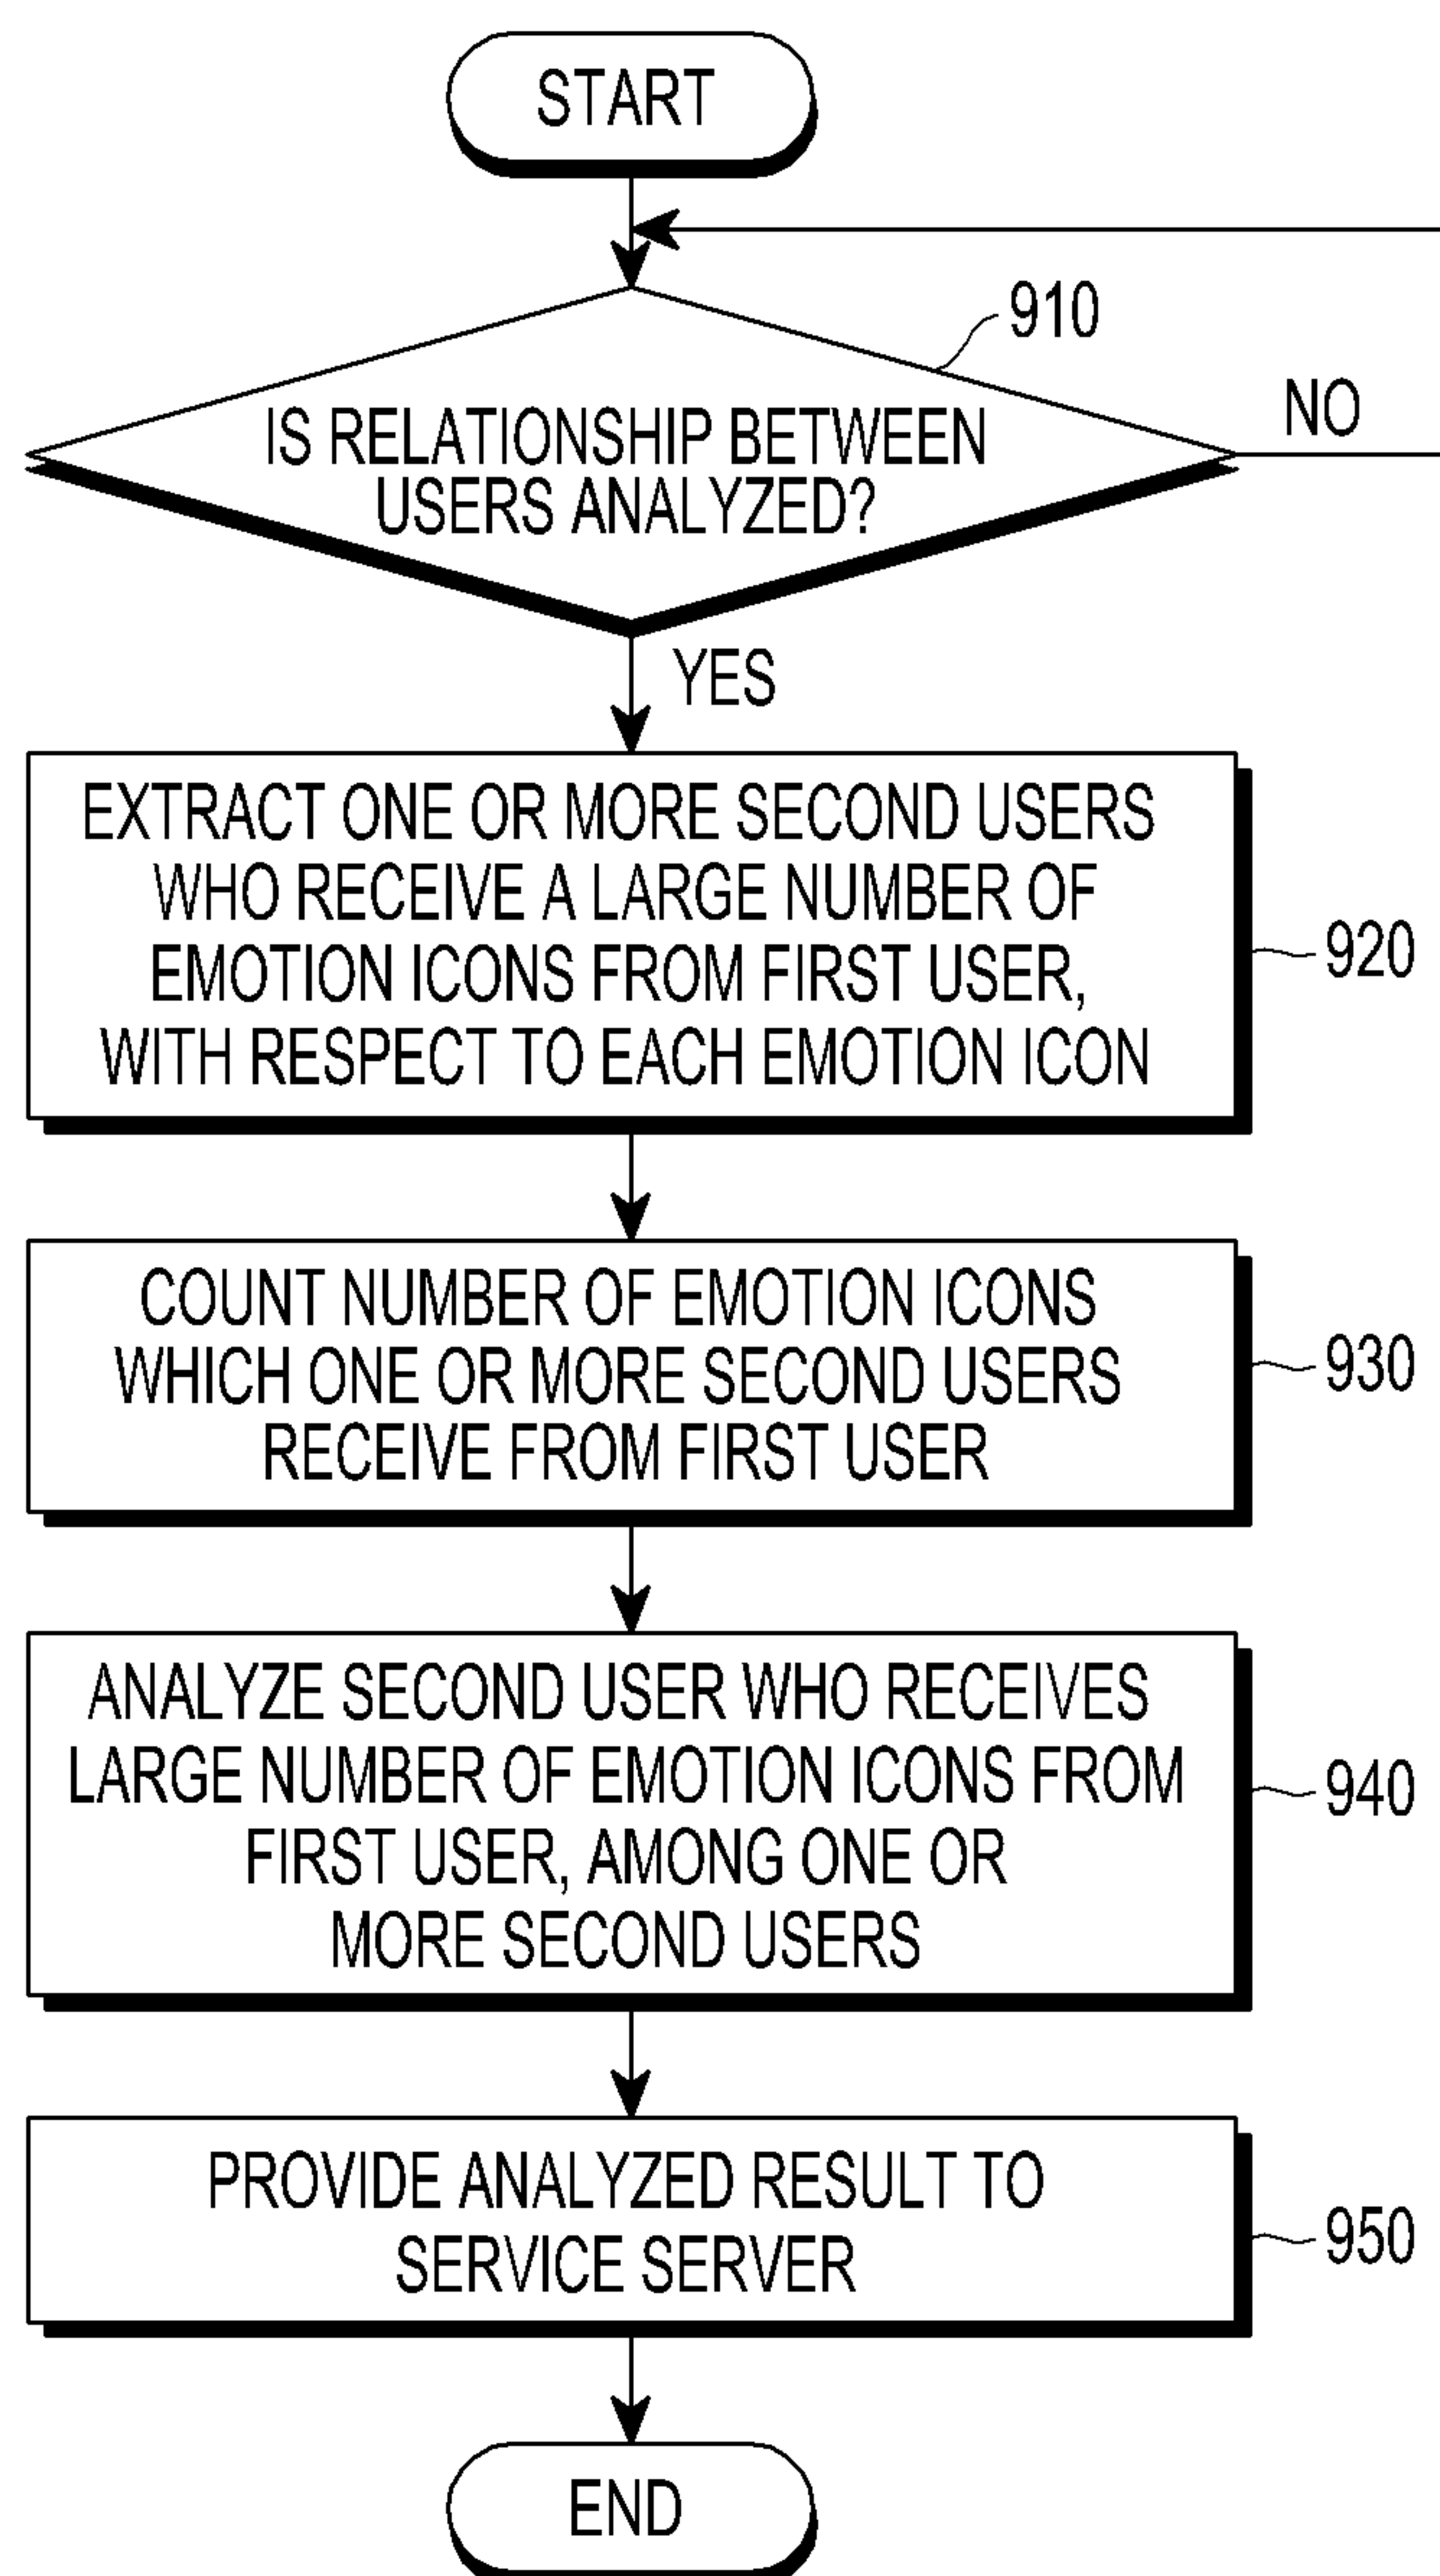 START
910
NO
IS RELATIONSHIP BETWEEN
USERS ANALYZED?
YES
EXTRACT ONE OR MORE SECOND USERS
WHO RECEIVE A LARGE NUMBER OF
EMOTION ICONS FROM FIRST USER,
WITH RESPECT TO EACH EMOTION ICON
920
COUNT NUMBER OF EMOTION ICONS
WHICH ONE OR MORE SECOND USERS
RECEIVE FROM FIRST USER
930
ANALYZE SECOND USER WHO RECEIVES
LARGE NUMBER OF EMOTION ICONS FROM
FIRST USER, AMONG ONE OR
MORE SECOND USERS
940
PROVIDE ANALYZED RESULT TO
SERVICE SERVER
950
END